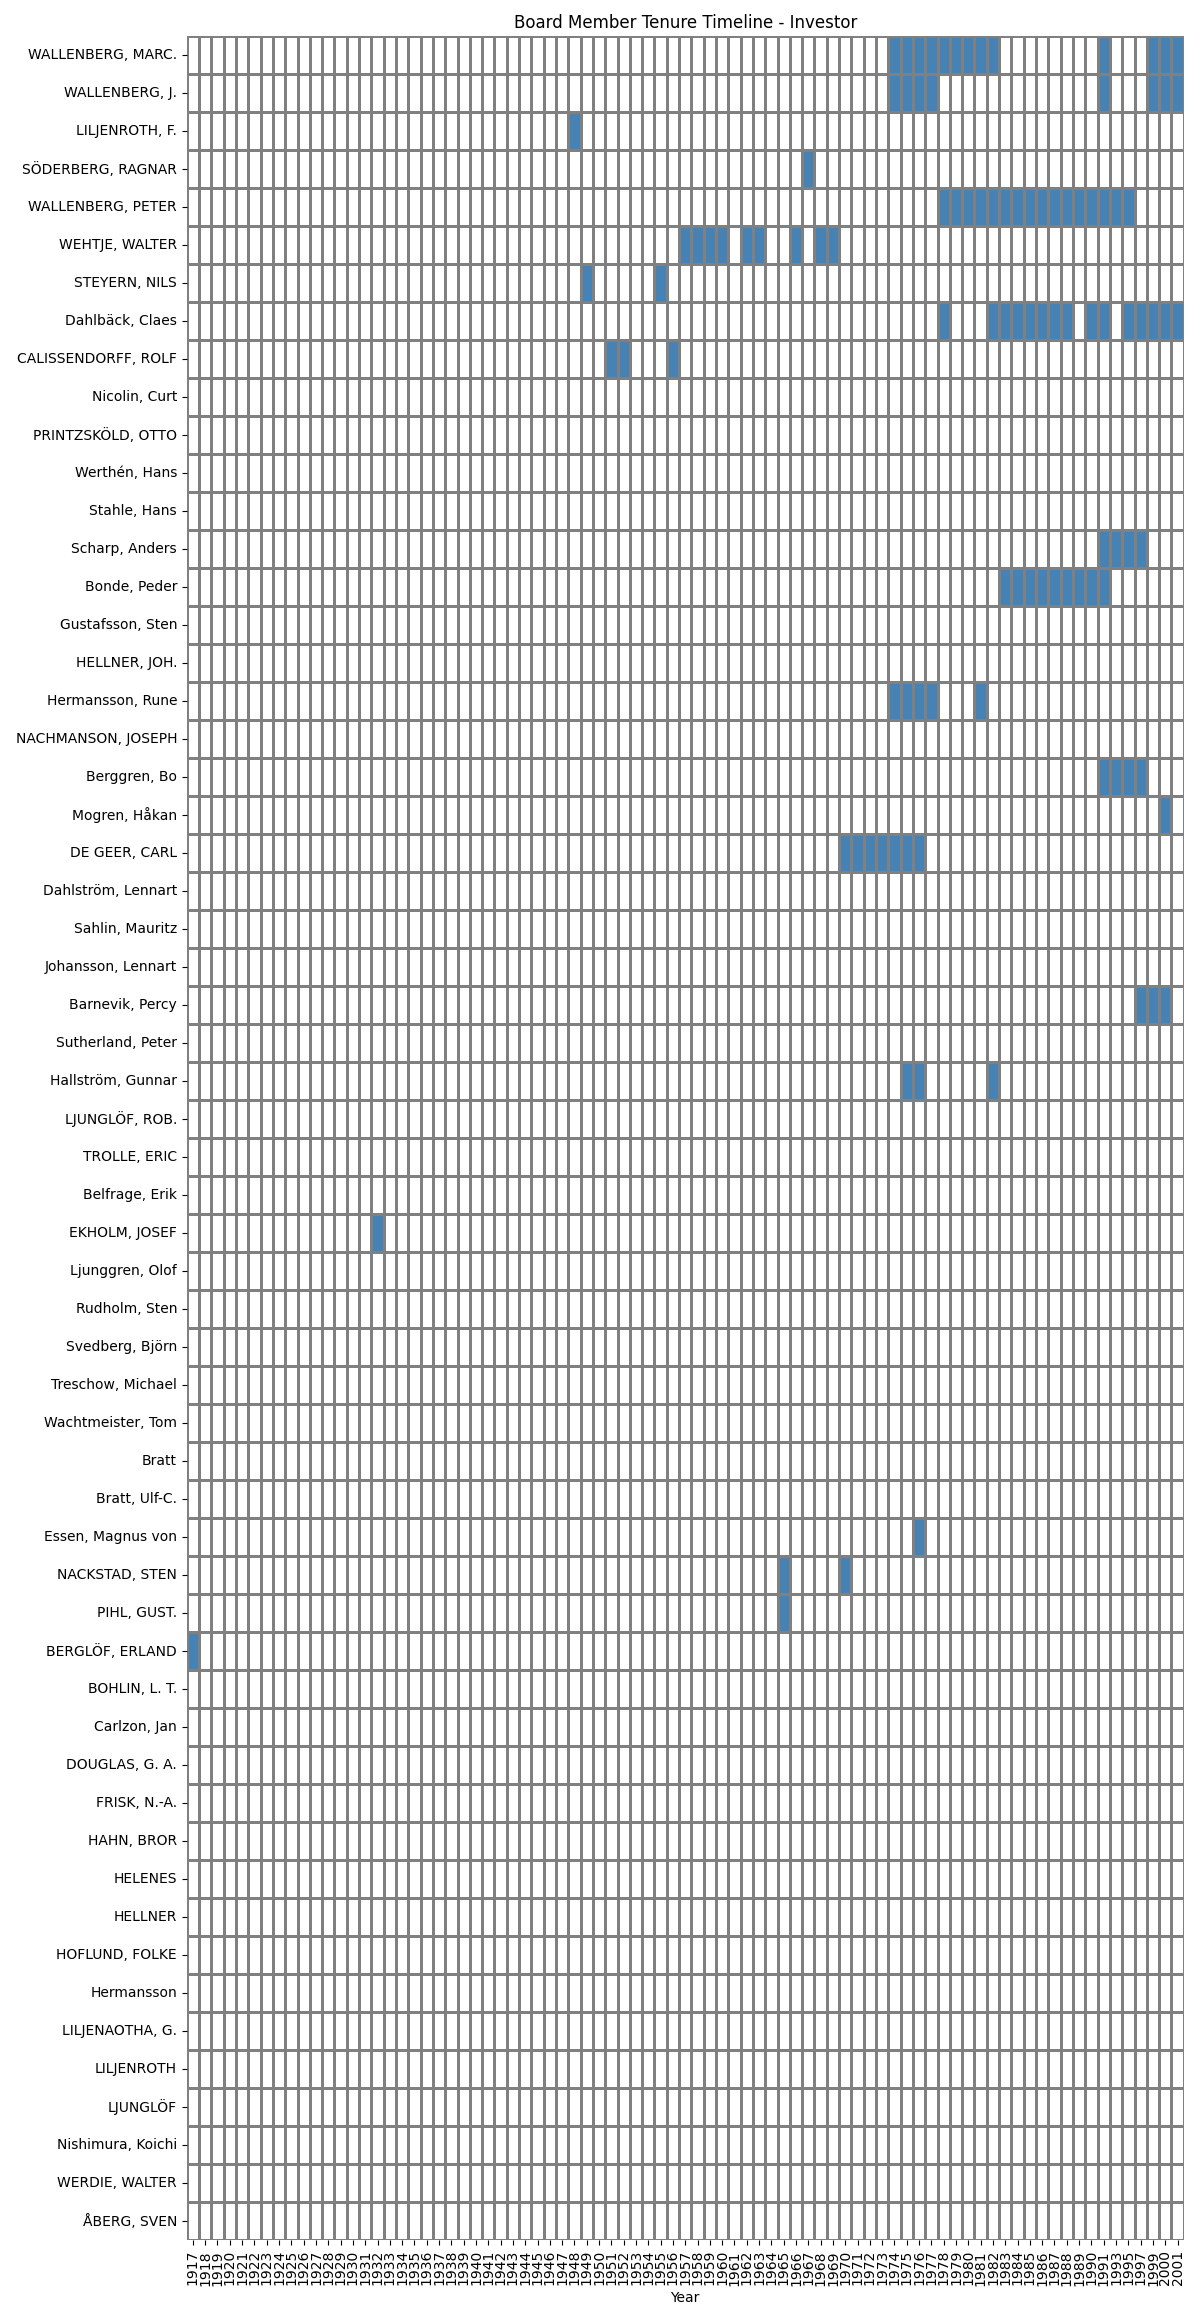 Board Member Tenure Timeline - Investor
WALLENBERG, MARC.
WALLENBERG, J.
LILJENROTH, F.
SÖDERBERG, RAGNAR
WALLENBERG, PETER
WEHTJE, WALTER
STEYERN, NILS
Dahlbäck, Claes
CALISSENDORFF, ROLF
Nicolin, Curt
PRINTZSKÖLD, OTTO
Werthén, Hans
Stahle, Hans
Scharp, Anders
Bonde, Peder
Gustafsson, Sten
HELLNER, JOH.
Hermansson, Rune
NACHMANSON, JOSEPH
Berggren, Bo
Mogren, Håkan
DE GEER, CARL
Dahlström, Lennart
Sahlin, Mauritz
Johansson, Lennart
Barnevik, Percy
Sutherland, Peter
Hallström, Gunnar
LJUNGLÖF, ROB.
TROLLE, ERIC
Belfrage, Erik
EKHOLM, JOSEF
Ljunggren, Olof
Rudholm, Sten
Svedberg, Björn
Treschow, Michael
Wachtmeister, Tom
Bratt
Bratt, Ulf-C.
Essen, Magnus von
NACKSTAD, STEN
PIHL, GUST.
BERGLÖF, ERLAND
BOHLIN, L. T.
Carlzon, Jan
DOUGLAS, G. A.
FRISK, N.-A.
HAHN, BROR
HELENES
HELLNER
HOFLUND, FOLKE
Hermansson
LILJENAOTHA, G.
LILJENROTH
LJUNGLÖF
Nishimura, Koichi
WERDIE, WALTER
ÅBERG, SVEN
1917 1918 1919 1920 1921 1922 1923 1924 1925 1926 1927 1928 1929 1930 1931 1932 1933 1934 1935 1936 1937 1938 1939 1940 1941 1942 1943 1944 1945 1946 1947 1948 1949 1950 1951 1952 1953 1954 1955 1956 1957 1958 1959 1960 1961 1962 1963 1964 1965 1966 1967 1968 1969 1970 1971 1972 1973 1974 1975 1976 1977 1978 1979 1980 1981 1982 1983 1984 1985 1986 1987 1988 1989 1990 1991 1993 1995 1997 1999 2000 2001
Year